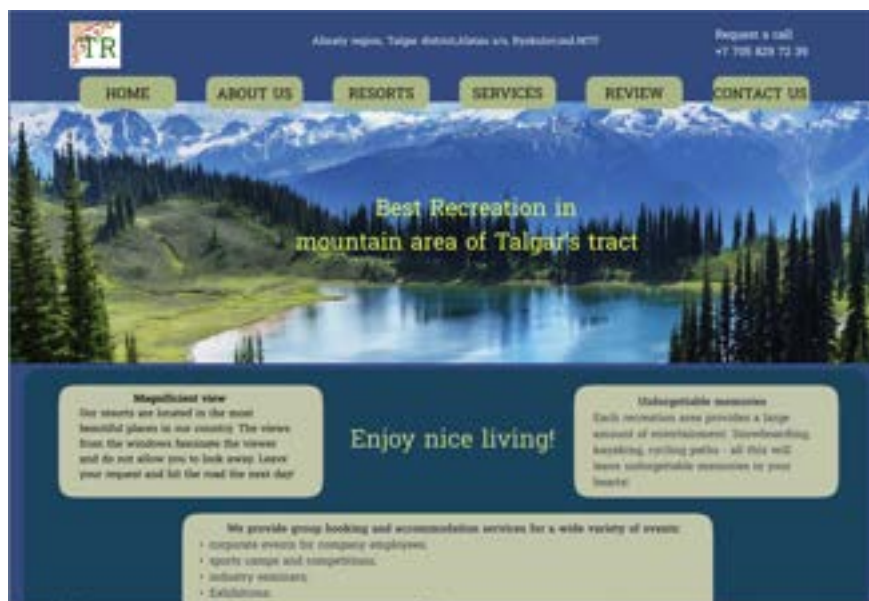 TR
Almaty region, Talgar district,Alatau a/o, Ryskulov.ind.
Request a call
+7 705 829 72 39
HOME
ABOUT US
RESORTS
SERVICES
REVIEW
CONTACT US
Best Recreation in
mountain area of Talgar's tract
Magnificient view
Our resorts are located in the most
beautiful places in our country. The views
from the windows fascinate the viewer
and do not allow you to look away. Leave
your request and hit the road the next day!
Enjoy nice living!
Unforgettable memories
Each recreation area provides a large
amount of entertainment. Snowboarding,
kayaking, cycling paths - all this will
leave unforgettable memories in your
hearts!
We provide group booking and accommodation services for a wide variety of events:
• corporate events for company employees;
• sports camps and competitions;
• industry seminars;
• Exhibitions;